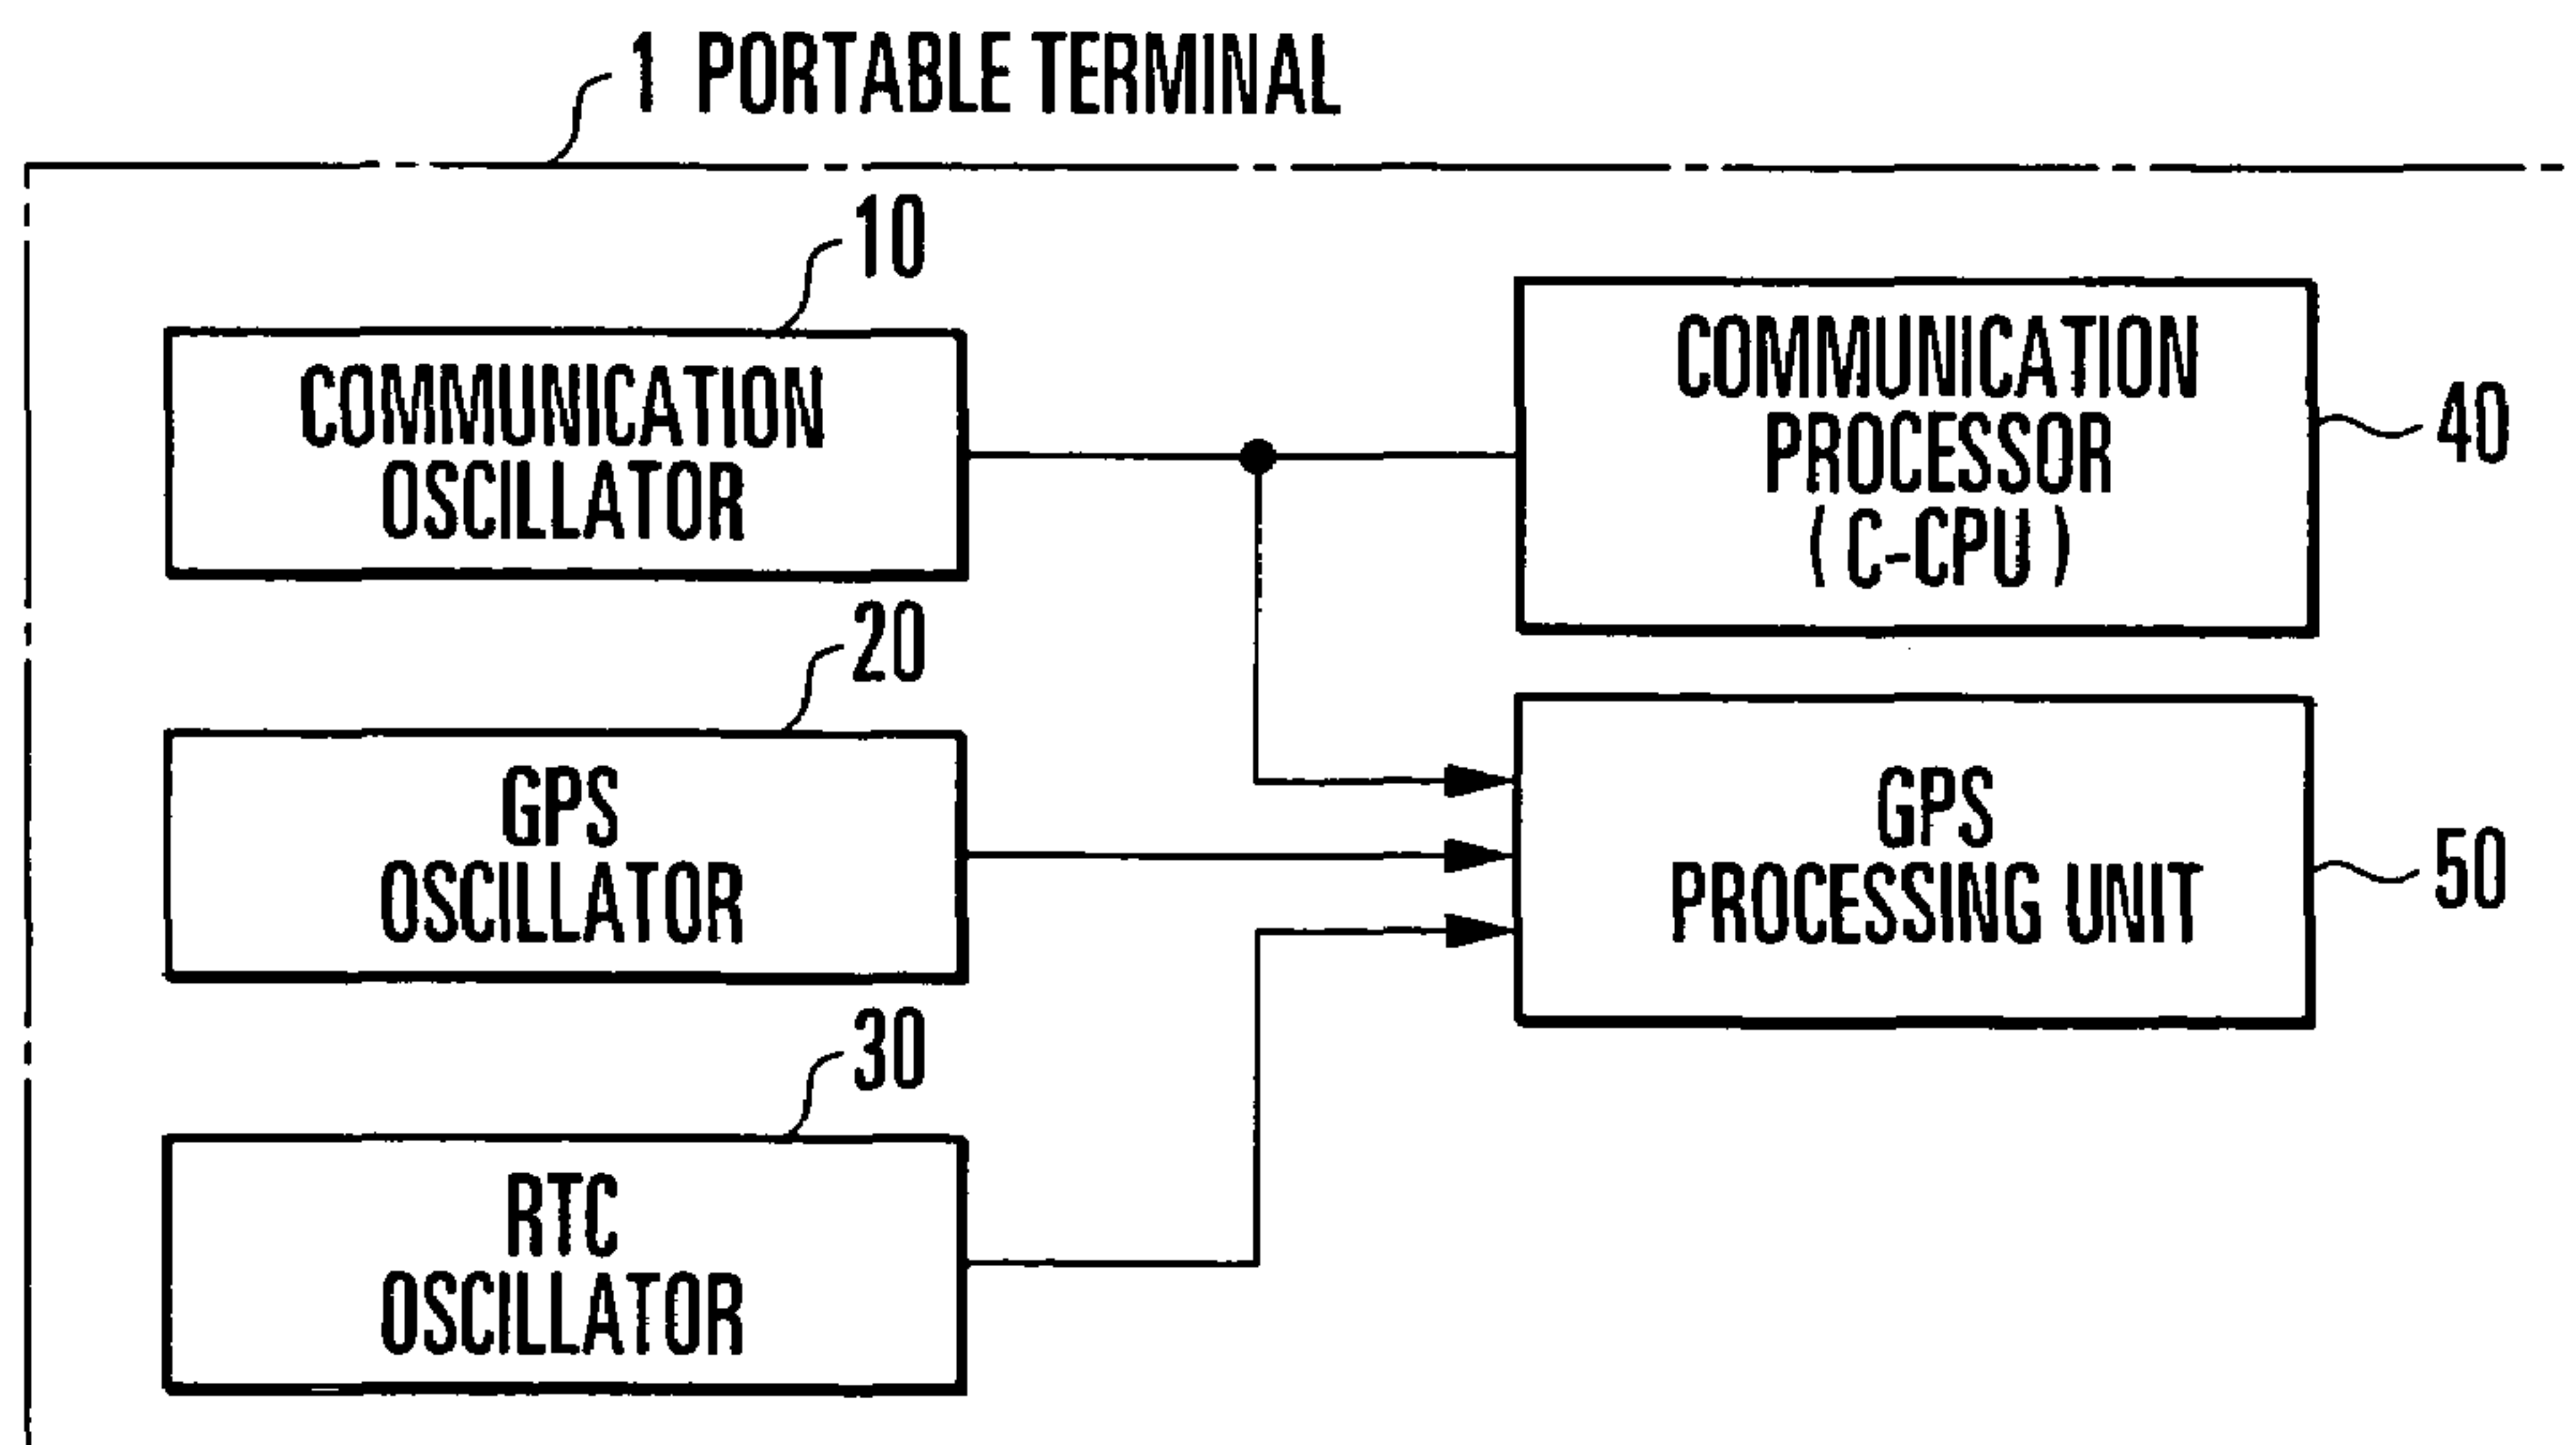 1 PORTABLE TERMINAL
10
COMMUNICATION
OSCILLATOR
COMMUNICATION
PROCESSOR
( C-CPU )
40
20
GPS
OSCILLATOR
GPS
PROCESSING UNIT
50
30
RTC
OSCILLATOR